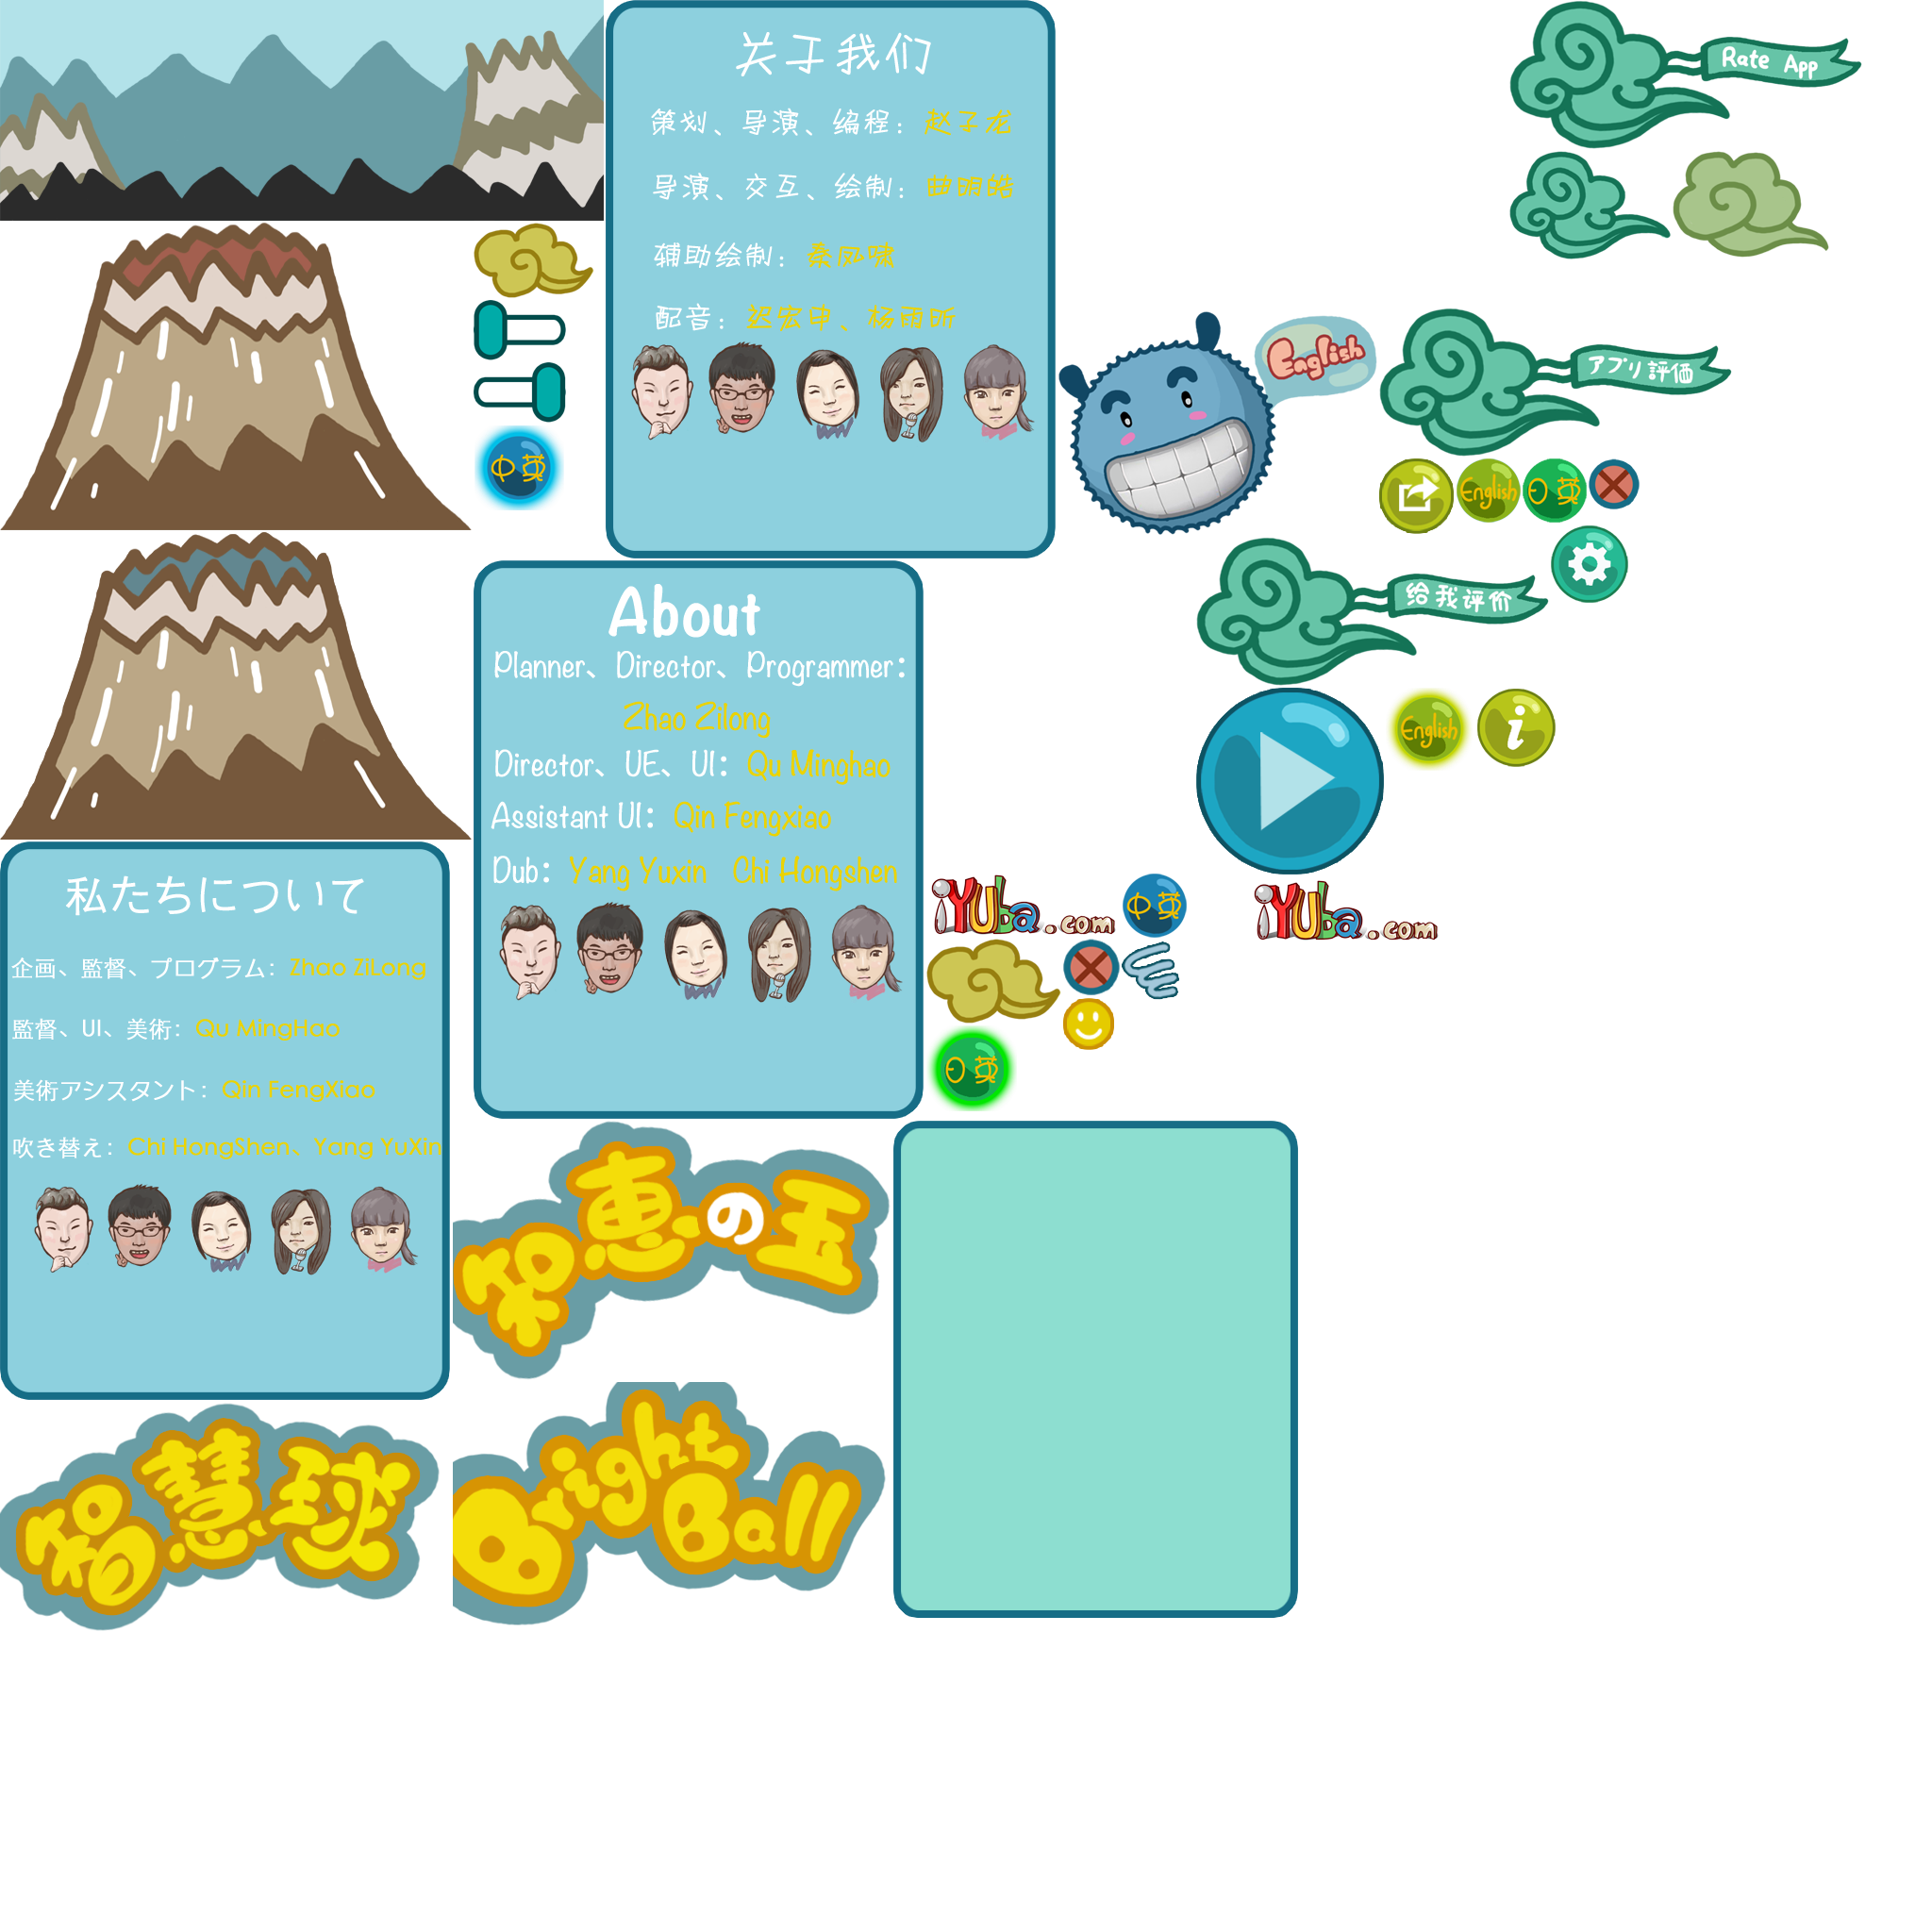 关于我们
策划、导演、编程：赵子龙
导演、交互、绘制：曲明皓
辅助绘制：秦凤啸
配音：迟宏申、杨雨昕
Rate App
English
アプリ評価
中英
English
日英
给我评价
About
Planner、Director、Programmer：
Zhao Zilong
Director、UE、UI：Qu Minghao
Assistant UI：Qin Fengxiao
Dub：Yang Yuxin Chi Hongshen
English
i
私たちについて
企画、監督、プログラム：Zhao ZiLong
監督、UI、美術：Qu MingHao
美術アシスタント：Qin FengXiao
吹き替え：Chi HongShen、Yang YuXin
iYuba.com
中英
iYuba.com
日英
智恵の玉
智慧球
Bright
Ball